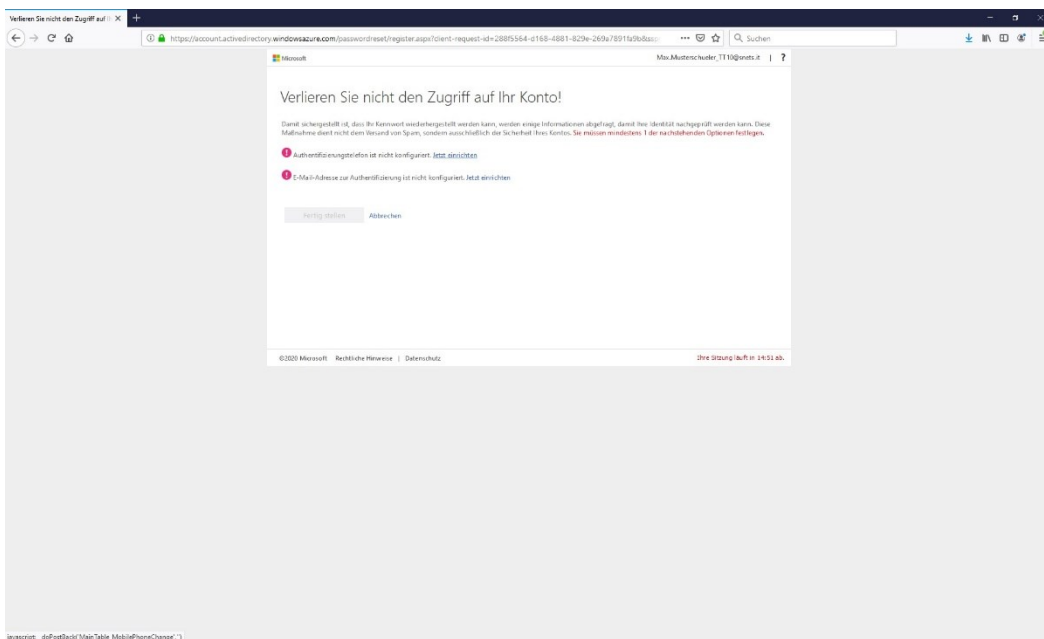 Verlieren Sie nicht den Zugriff auf I
https://account.activedirectory.windowsazure.com/passwordreset/register.aspx?client-request-id=288f5564-d168-4881-829e-269a7891fa9b&ssp
Suchen
Microsoft
Max.Musterschueler_TT10@snets.it | ?
Verlieren Sie nicht den Zugriff auf Ihr Konto!
Damit sichergestellt ist, dass Ihr Kennwort wiederhergestellt werden kann, werden einige Informationen abgefragt, damit Ihre Identität nachgeprüft werden kann. Diese
Maßnahme dient nicht dem Versand von Spam, sondern ausschließlich der Sicherheit Ihres Kontos. Sie müssen mindestens 1 der nachstehenden Optionen festlegen.
Authentifizierungstelefon ist nicht konfiguriert. Jetzt einrichten
E-Mail-Adresse zur Authentifizierung ist nicht konfiguriert. Jetzt einrichten
Fertig stellen Abbrechen
©2020 Microsoft Rechtliche Hinweise | Datenschutz
Ihre Sitzung läuft in 14:51 ab.
javascript:__doPostBack('MainTable_MobilePhoneChange','')